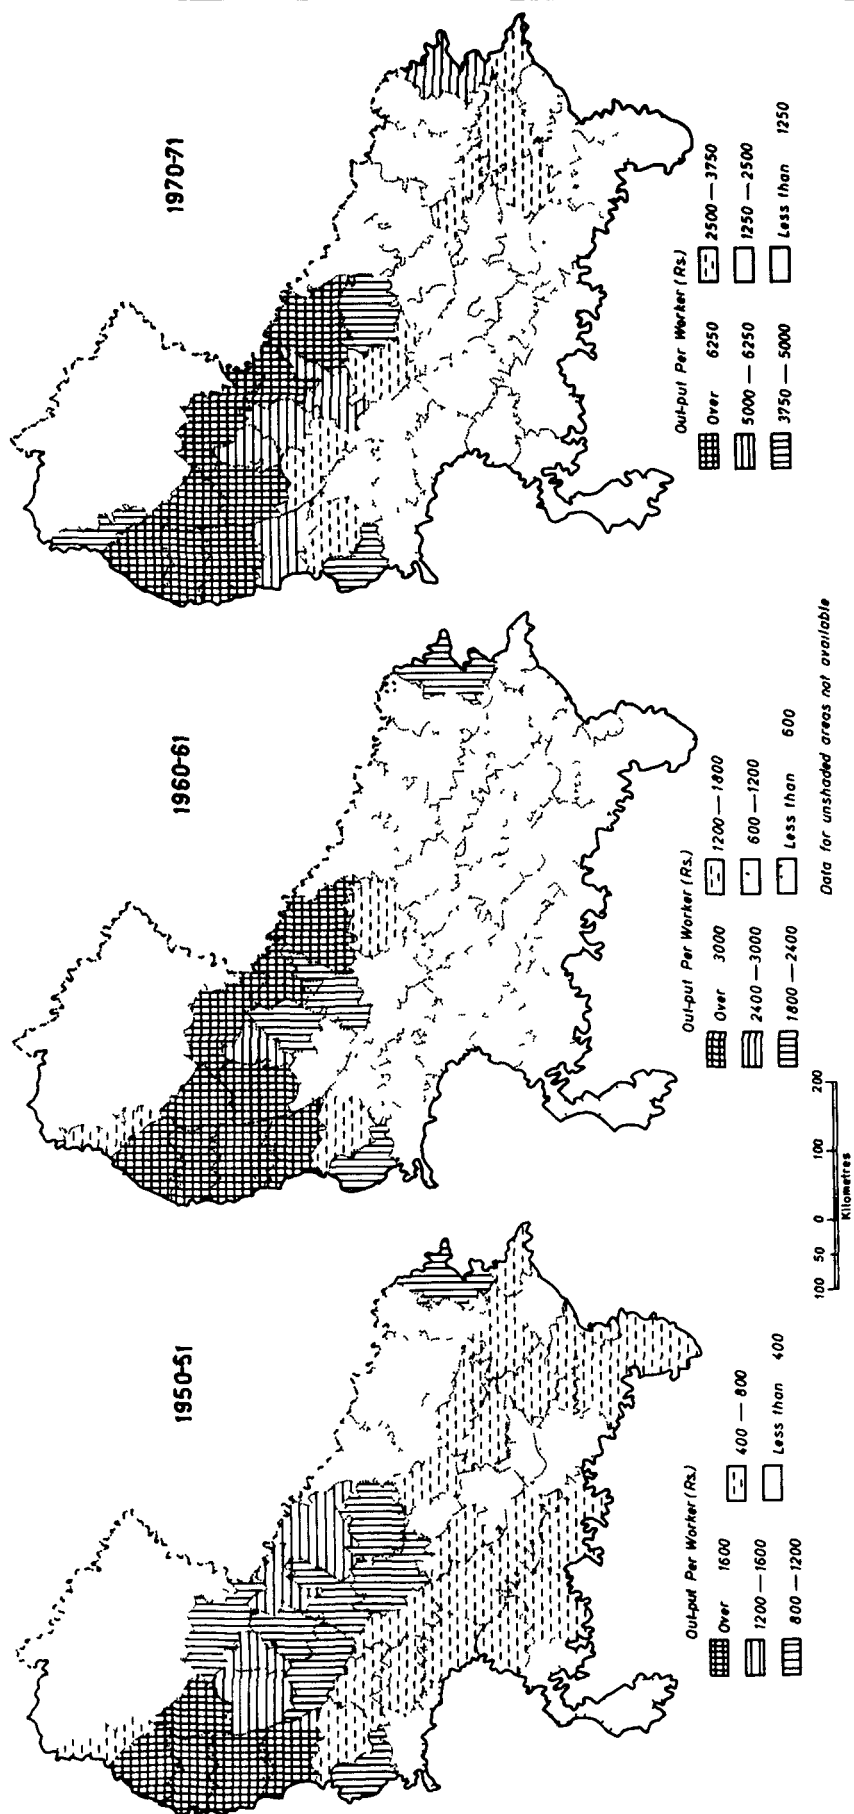 1970-71
Out-put Per Worker (Rs.)
Over 6250
5000 — 6250
3750 — 5000
2500 — 3750
1250 — 2500
Less than 1250
1960-61
Out-put Per Worker (Rs.)
Over 3000
2400 — 3000
1800 — 2400
1200 — 1800
600 — 1200
Less than 600
Data for unshaded areas not available
1950-51
Out-put Per Worker (Rs.)
Over 1600
1200 — 1600
800 — 1200
400 — 800
Less than 400
100 50 0 100 200
Kilometres